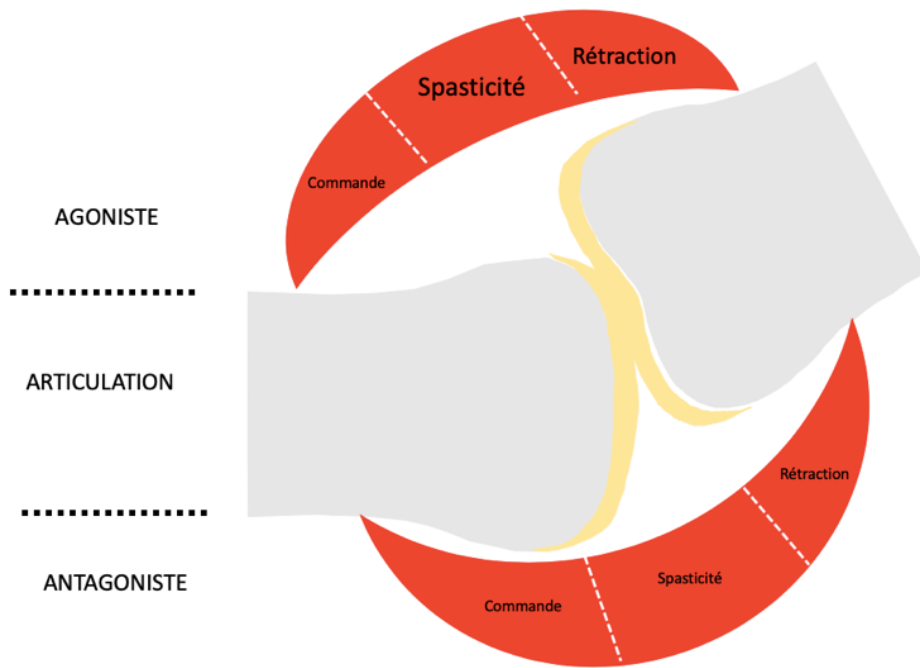 Rétraction
Spasticité
Commande
AGONISTE
ARTICULATION
Rétraction
Spasticité
ANTAGONISTE
Commande